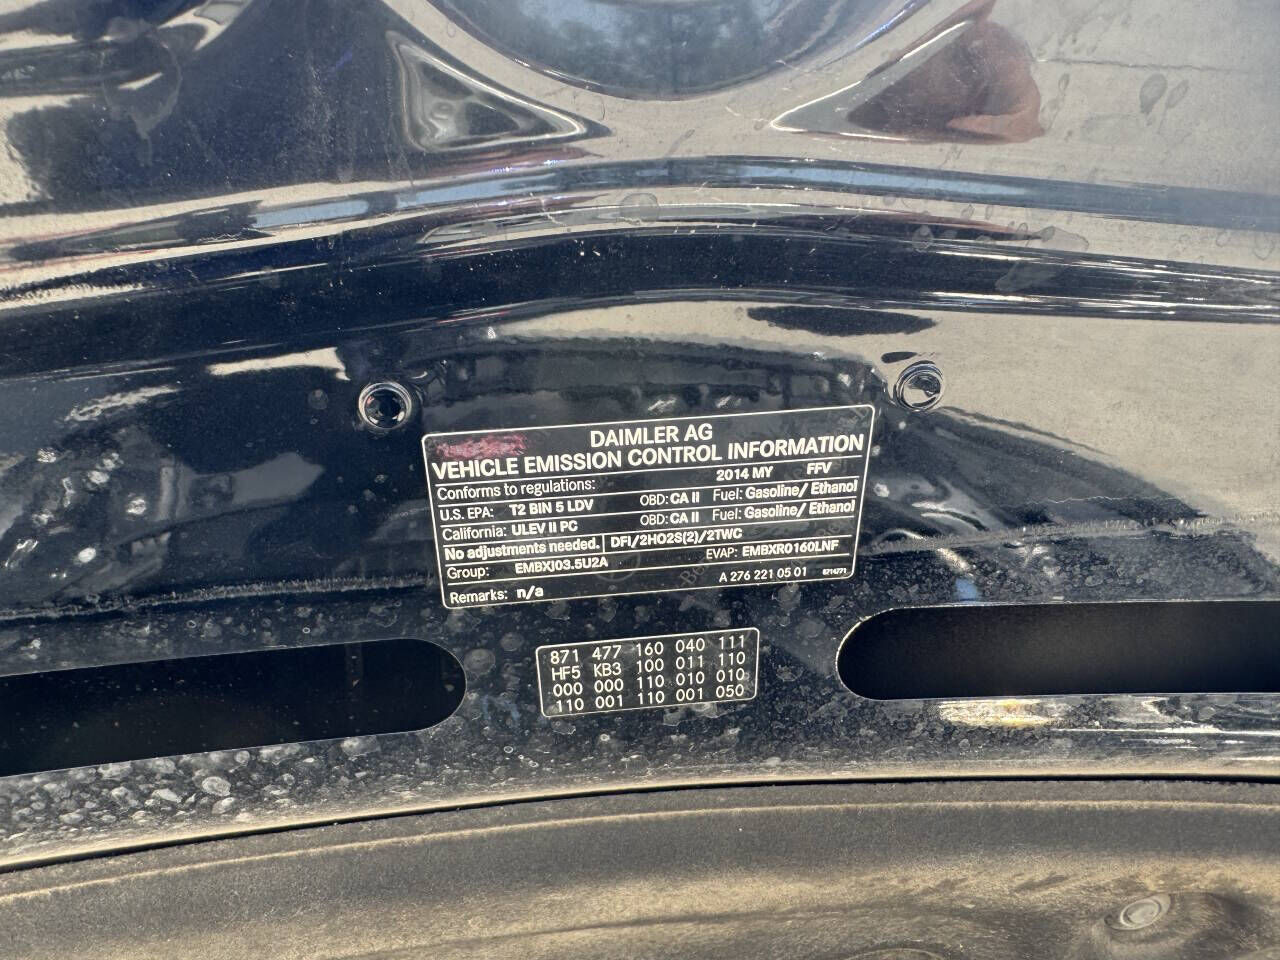 DAIMLER AG
VEHICLE EMISSION CONTROL INFORMATION
Conforms to regulations: 2014 MY FFV
U.S. EPA: T2 BIN 5 LDV OBD: CA II Fuel: Gasoline/ Ethanol
California: ULEV II PC OBD: CA II Fuel: Gasoline/ Ethanol
No adjustments needed. DFI/2HO2S(2)/2TWC
Group: EMBXJ03.5U2A EVAP: EMBXR0160LNF
Remarks: n/a A 276 221 05 01 8714771
871 477 160 040 111
HF5 KB3 100 011 110
000 000 110 010 010
110 001 110 001 050